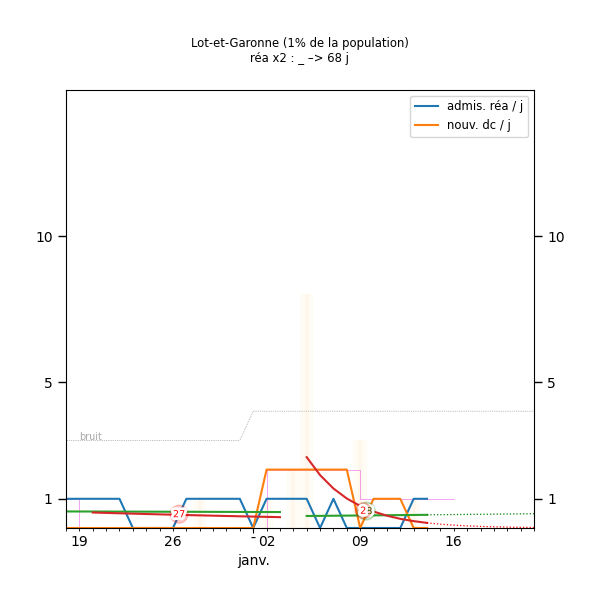 Lot-et-Garonne (1% de la population)
réa x2 : _ –> 68 j
admis. réa / j
nouv. dc / j
10
10
5
5
bruit
1
1
27
19
26
02
09
16
janv.